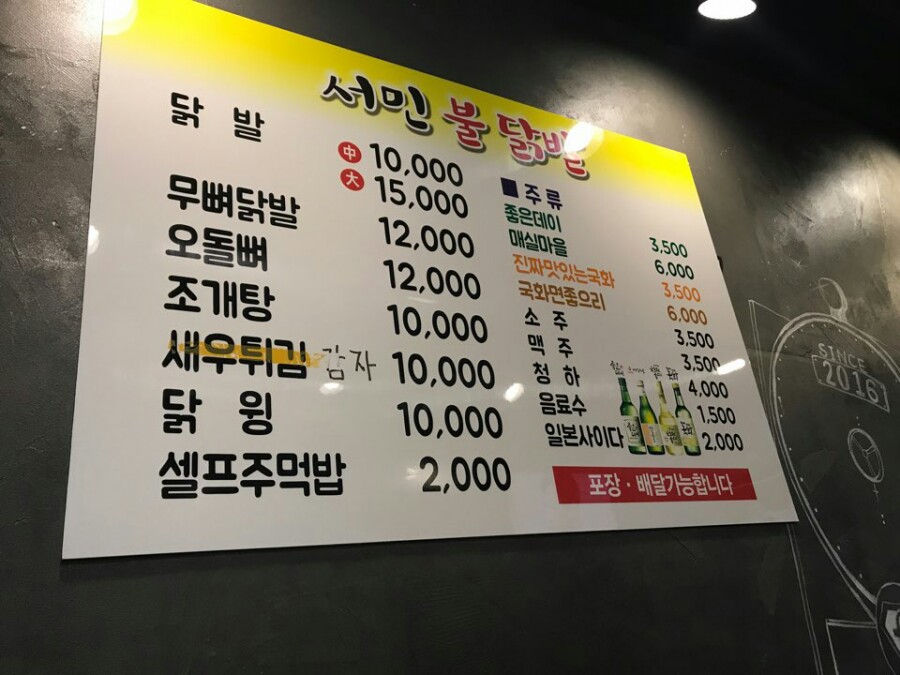 서민 불 닭발
닭 발 中 10,000
大 15,000
무뼈닭발 12,000
오돌뼈 12,000
조개탕 10,000
새우튀김 감자 10,000
닭 윙 10,000
셀프주먹밥 2,000
■ 주 류
좋은데이 3,500
매실마을 6,000
진짜맛있는국화 3,500
국화면좋으리 6,000
소 주 3,500
맥 주 3,500
청 하 4,000
음료수 1,500
일본사이다 2,000
포장 · 배달가능합니다
SINCE
2016